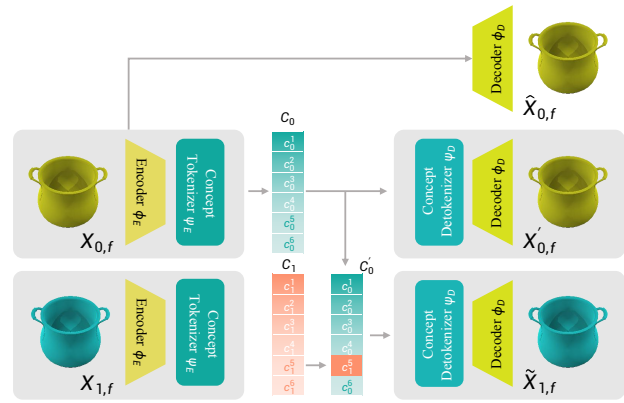 Decoder ϕ_D
X̂_{0,f}
C_0
Encoder ϕ_E
Concept
Tokenizer ψ_E
X_{0,f}
c_0^1
c_0^2
c_0^3
c_0^4
c_0^5
c_0^6
Concept
Detokenizer ψ_D
Decoder ϕ_D
X'_{0,f}
C_1
C'_0
Encoder ϕ_E
Concept
Tokenizer ψ_E
X_{1,f}
c_1^1
c_1^2
c_1^3
c_1^4
c_1^5
c_1^6
c_0^1
c_0^2
c_0^3
c_0^4
c_1^5
c_0^6
Concept
Detokenizer ψ_D
Decoder ϕ_D
X̃_{1,f}